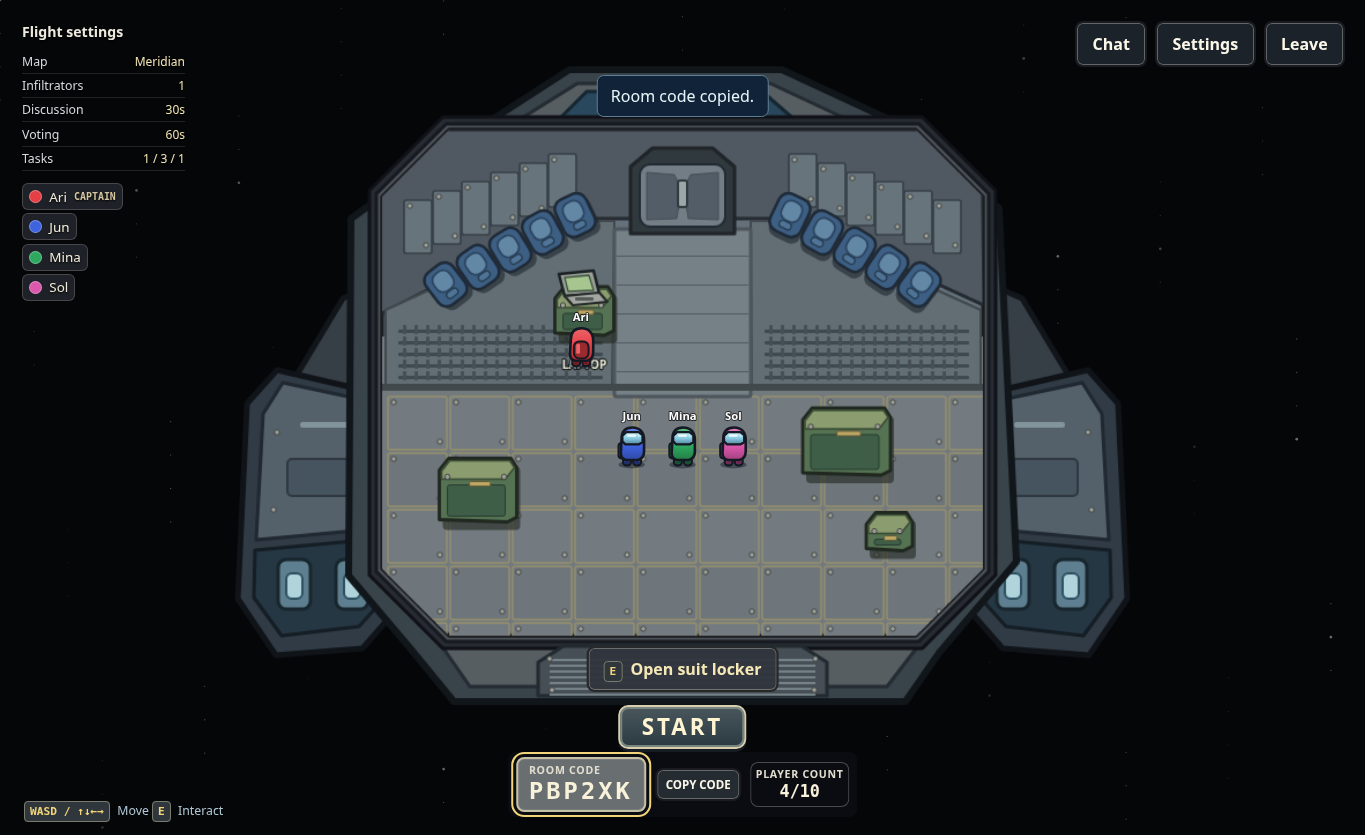 Flight settings
Map Meridian
Infiltrators 1
Discussion 30s
Voting 60s
Tasks 1 / 3 / 1
Ari CAPTAIN
Jun
Mina
Sol
Chat Settings Leave
Room code copied.
Ari
Jun Mina Sol
E Open suit locker
START
ROOM CODE
PBP2XK
COPY CODE
PLAYER COUNT
4/10
WASD / ↑↓←→ Move E Interact